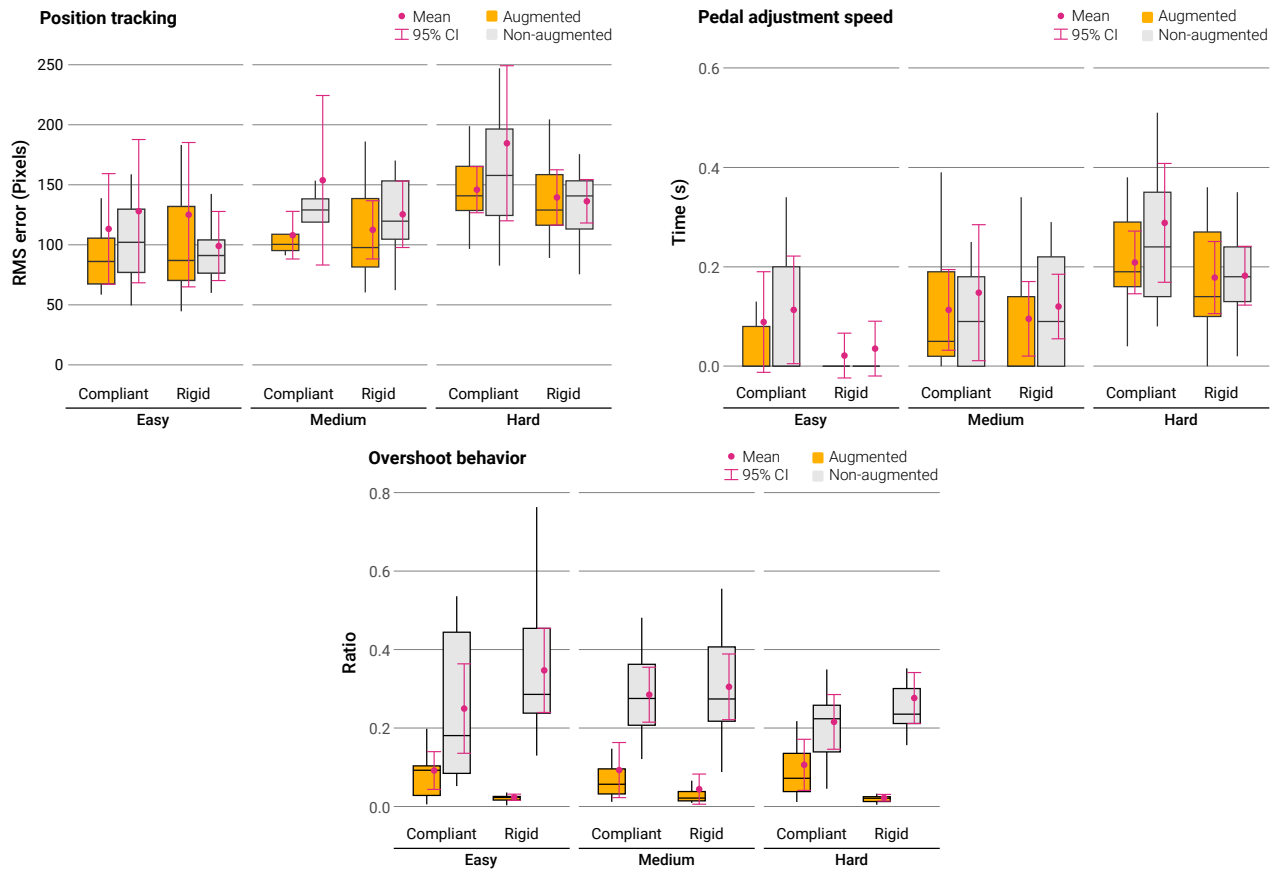 Position tracking
Mean Augmented
95% CI Non-augmented
RMS error (Pixels)
250
200
150
100
50
0
Compliant Rigid Compliant Rigid Compliant Rigid
Easy Medium Hard
Pedal adjustment speed
Mean Augmented
95% CI Non-augmented
Time (s)
0.6
0.4
0.2
0.0
Compliant Rigid Compliant Rigid Compliant Rigid
Easy Medium Hard
Overshoot behavior
Mean Augmented
95% CI Non-augmented
Ratio
0.8
0.6
0.4
0.2
0.0
Compliant Rigid Compliant Rigid Compliant Rigid
Easy Medium Hard